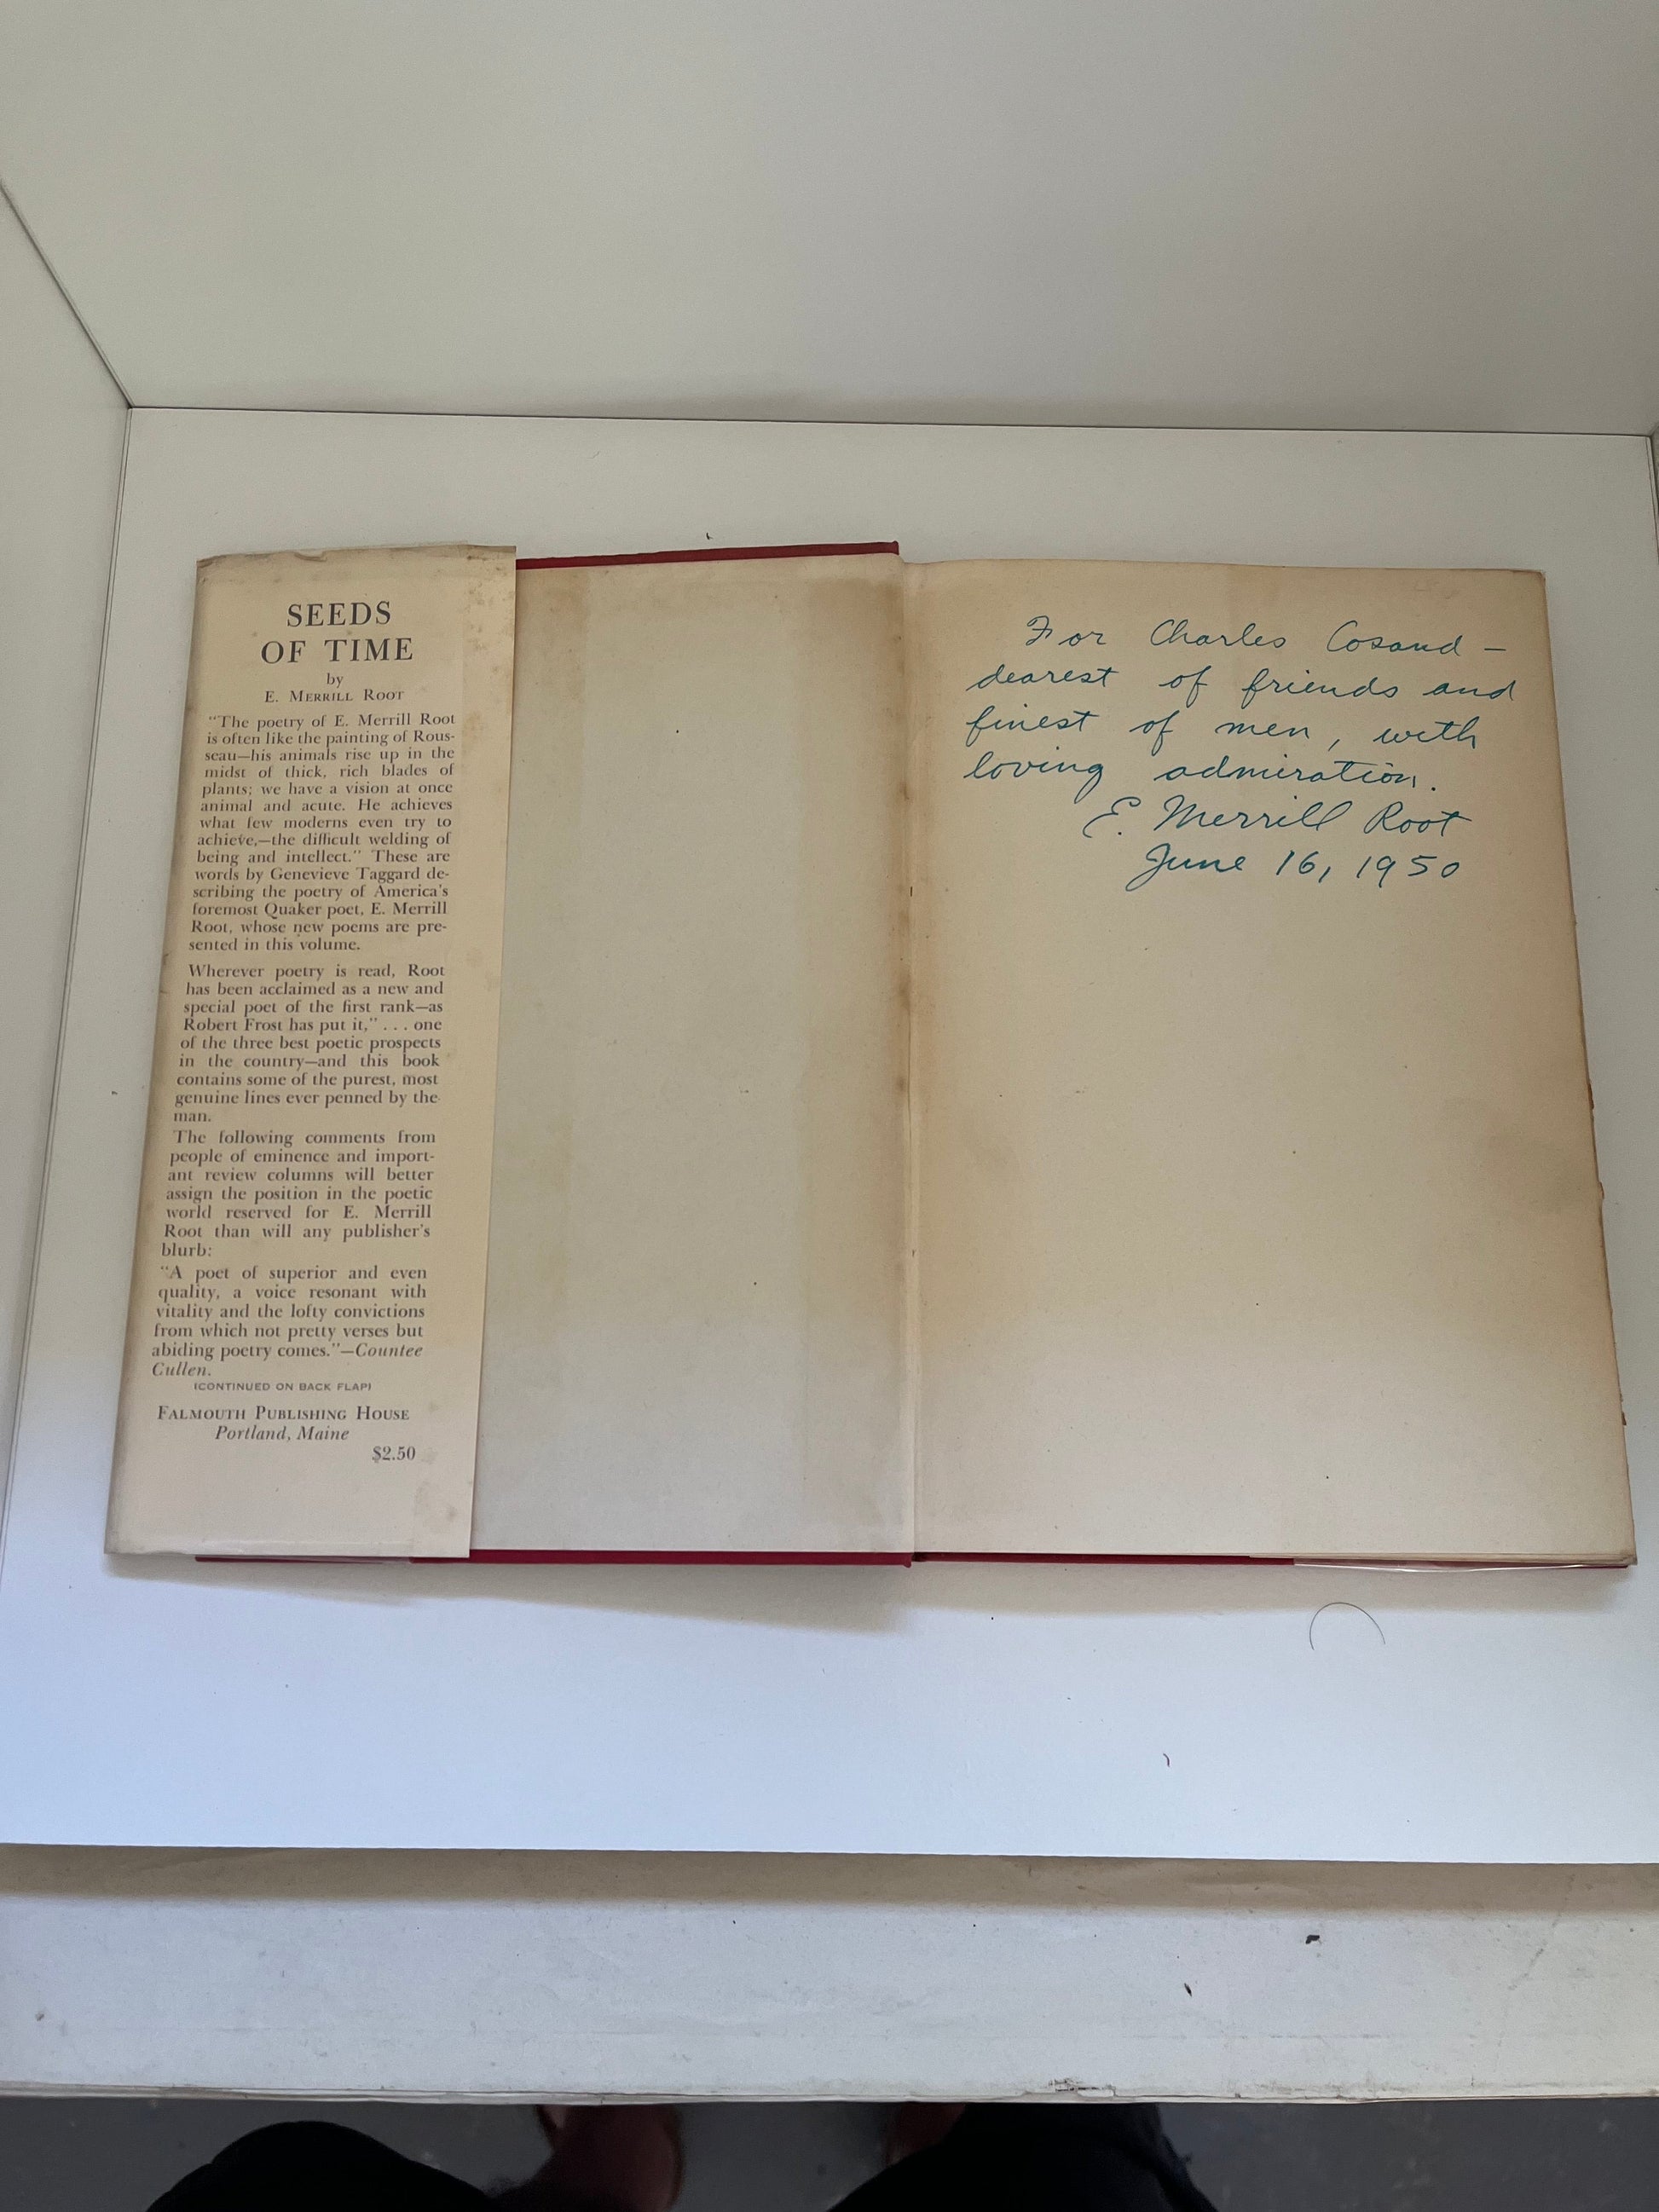 SEEDS
OF TIME
by
E. MERRILL ROOT
"The poetry of E. Merrill Root
is often like the painting of Rous-
seau—his animals rise up in the
midst of thick, rich blades of
plants; we have a vision at once
animal and acute. He achieves
what few moderns even try to
achieve,—the difficult welding of
being and intellect." These are
words by Genevieve Taggard de-
scribing the poetry of America's
foremost Quaker poet, E. Merrill
Root, whose new poems are pre-
sented in this volume.
Wherever poetry is read, Root
has been acclaimed as a new and
special poet of the first rank—as
Robert Frost has put it," . . . one
of the three best poetic prospects
in the country—and this book
contains some of the purest, most
genuine lines ever penned by the
man.
The following comments from
people of eminence and import-
ant review columns will better
assign the position in the poetic
world reserved for E. Merrill
Root than will any publisher's
blurb:
"A poet of superior and even
quality, a voice resonant with
vitality and the lofty convictions
from which not pretty verses but
abiding poetry comes."—Countee
Cullen.
(CONTINUED ON BACK FLAP)
FALMOUTH PUBLISHING HOUSE
Portland, Maine
$2.50
For Charles Cosand –
dearest of friends and
finest of men, with
loving admiration.
E. Merrill Root
June 16, 1950